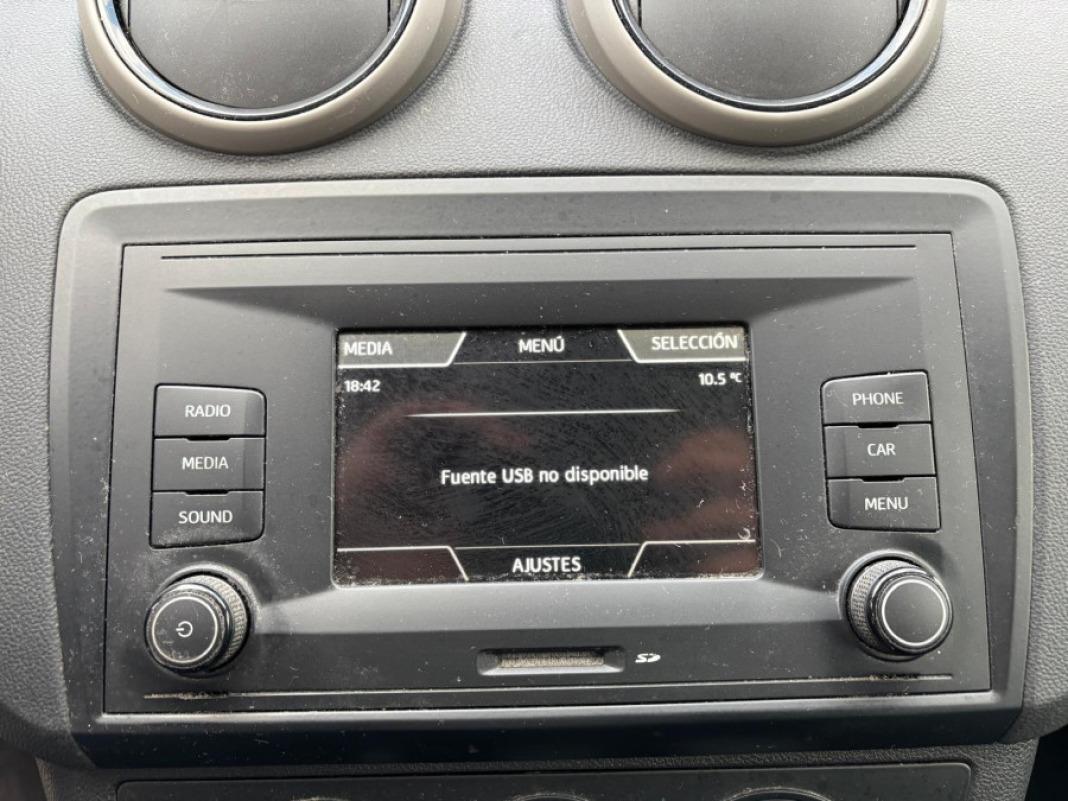 MEDIA MENÚ SELECCIÓN
18:42 10.5 °C
RADIO
MEDIA
SOUND
Fuente USB no disponible
PHONE
CAR
MENU
AJUSTES
SD